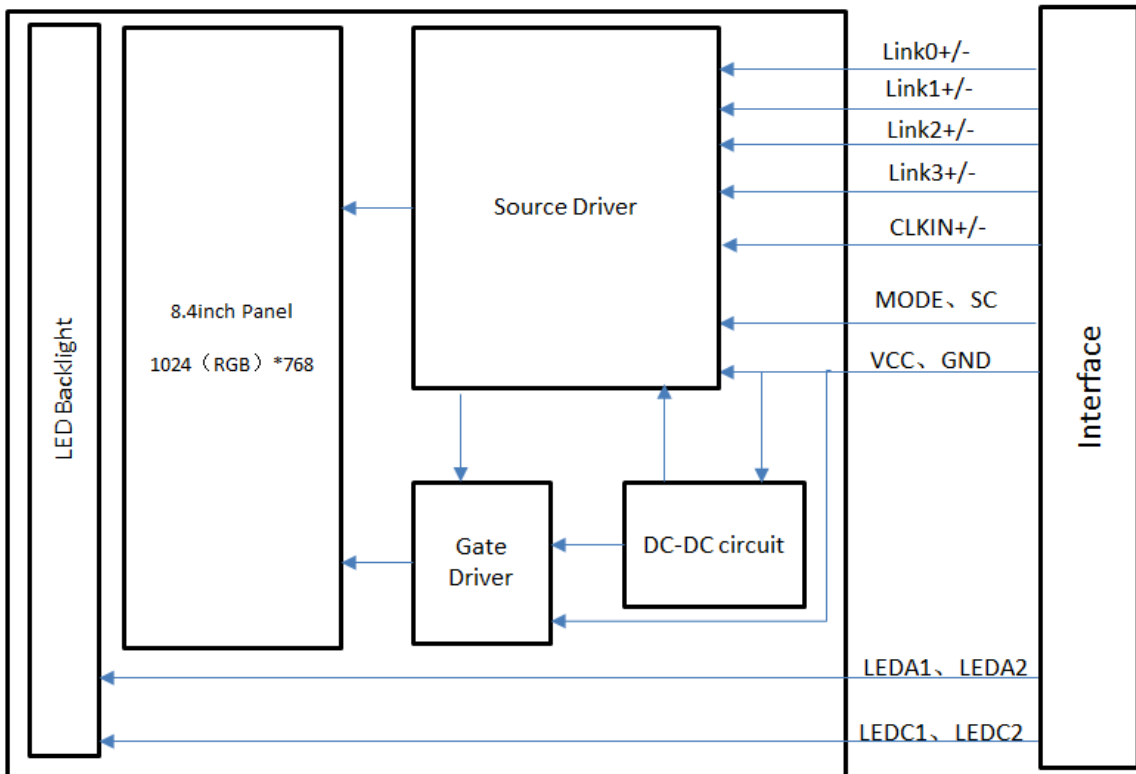 LED Backlight
8.4inch Panel
1024（RGB）*768
Source Driver
Gate
Driver
DC-DC circuit
Link0+/-
Link1+/-
Link2+/-
Link3+/-
CLKIN+/-
MODE、SC
VCC、GND
LEDA1、LEDA2
LEDC1、LEDC2
Interface